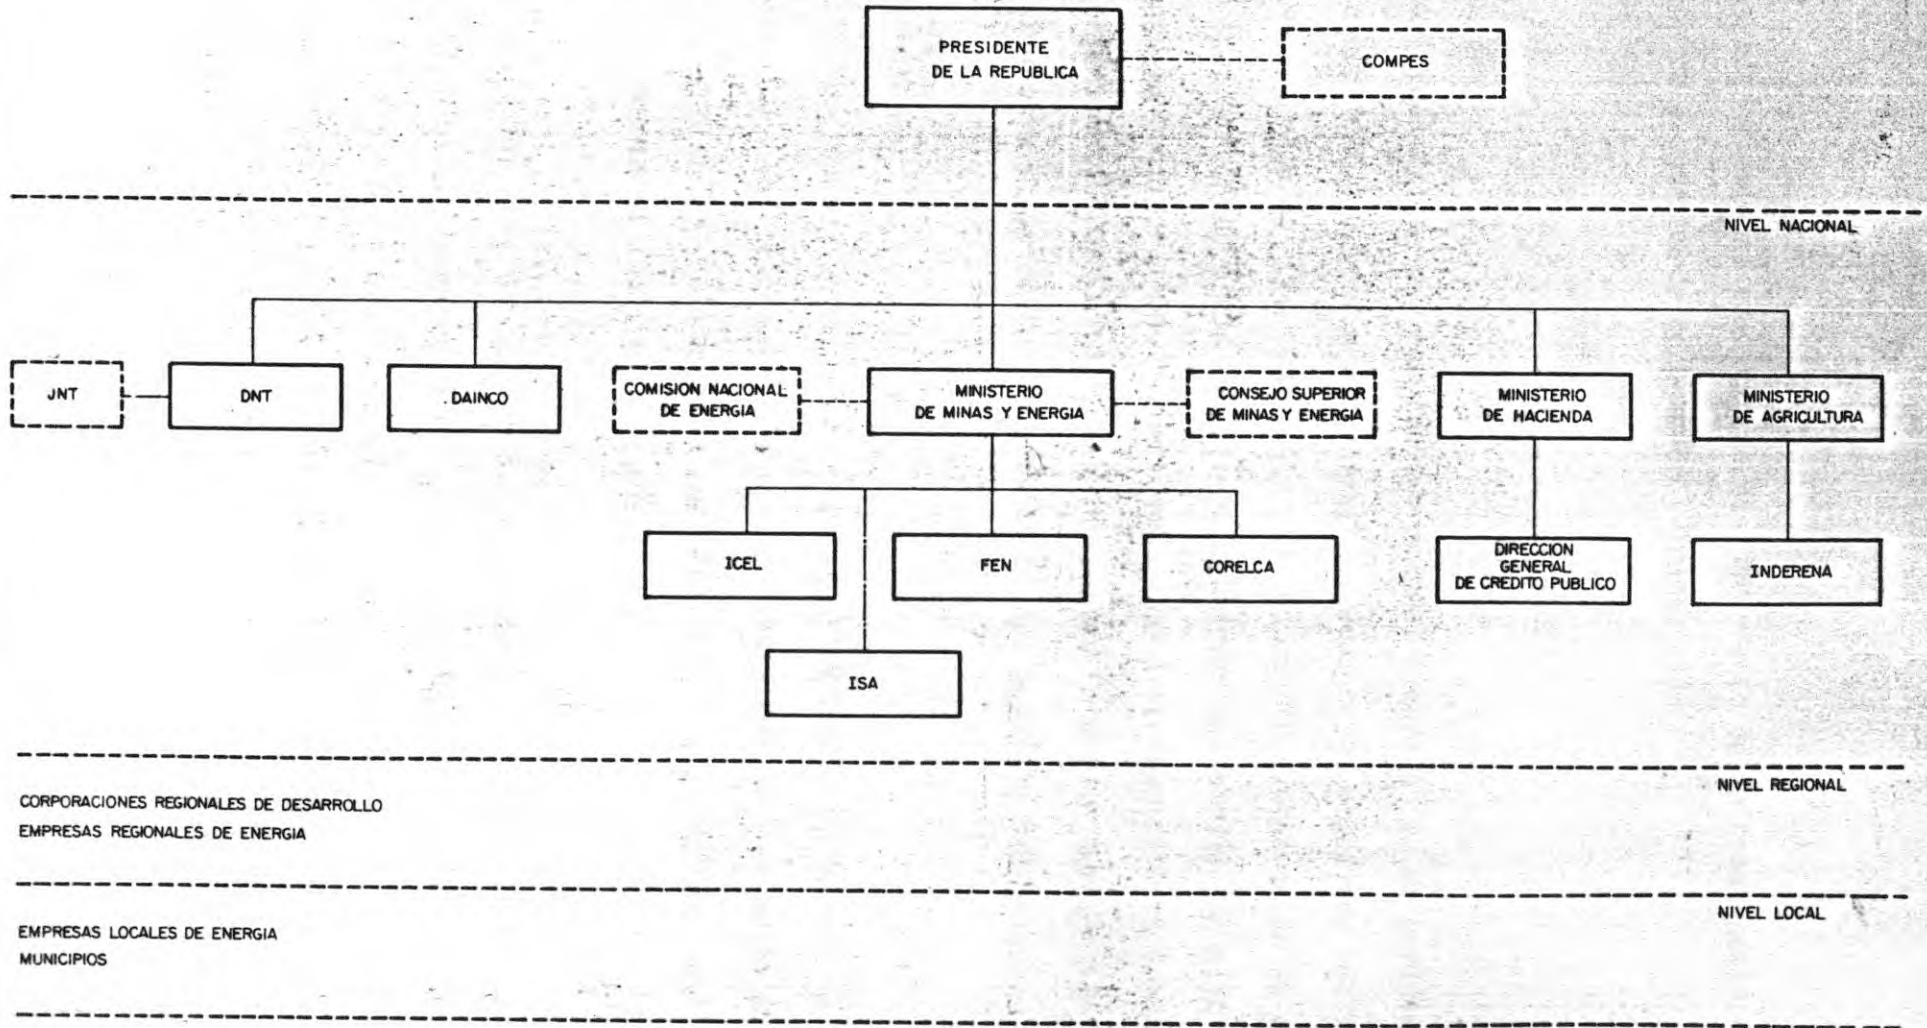 PRESIDENTE
DE LA REPUBLICA
COMPES
NIVEL NACIONAL
JNT
DNT
DAINCO
COMISION NACIONAL
DE ENERGIA
MINISTERIO
DE MINAS Y ENERGIA
CONSEJO SUPERIOR
DE MINAS Y ENERGIA
MINISTERIO
DE HACIENDA
MINISTERIO
DE AGRICULTURA
ICEL
FEN
CORELCA
DIRECCION
GENERAL
DE CREDITO PUBLICO
INDERENA
ISA
NIVEL REGIONAL
CORPORACIONES REGIONALES DE DESARROLLO
EMPRESAS REGIONALES DE ENERGIA
NIVEL LOCAL
EMPRESAS LOCALES DE ENERGIA
MUNICIPIOS